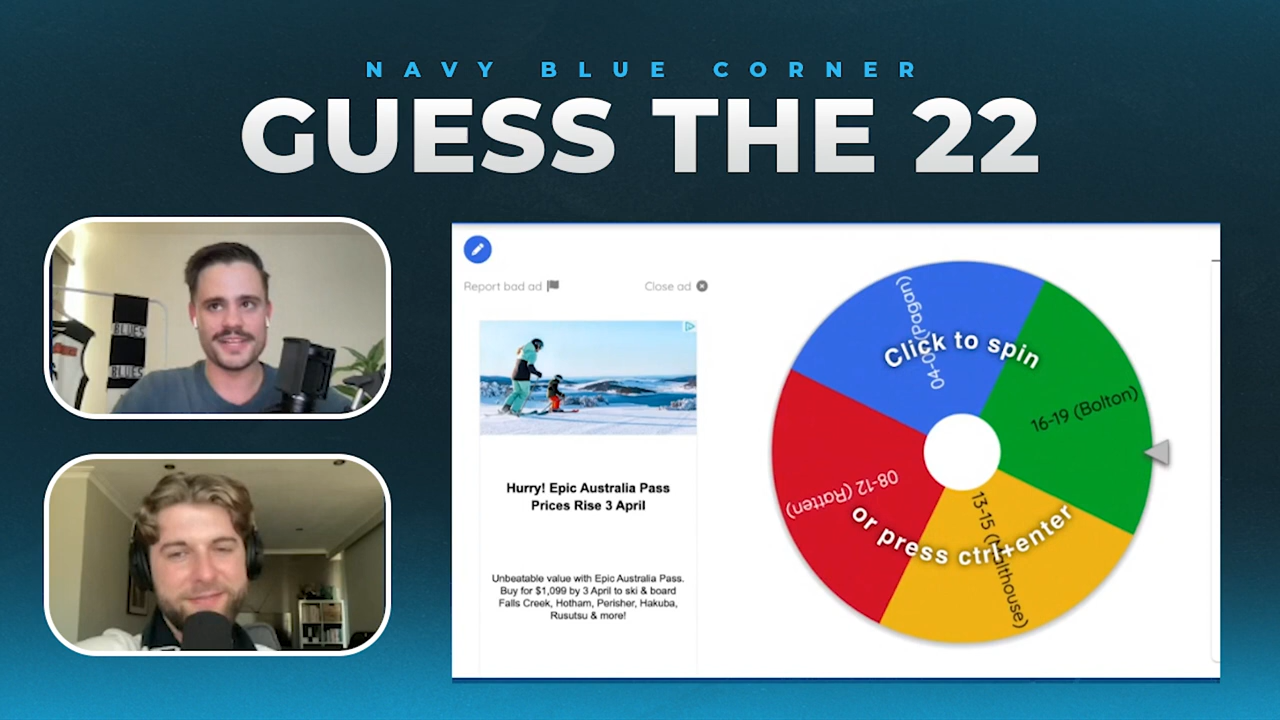 NAVY BLUE CORNER
GUESS THE 22
BLUES
BLUES
Report bad ad
Close ad
Hurry! Epic Australia Pass
Prices Rise 3 April
Unbeatable value with Epic Australia Pass.
Buy for $1,099 by 3 April to ski & board
Falls Creek, Hotham, Perisher, Hakuba,
Rusutsu & more!
Click to spin
or press ctrl+enter
16-19 (Bolton)
08-12 (Ratten)
13-15